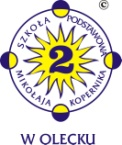 ©
SZKOŁA PODSTAWOWA
2
MIKOŁAJA KOPERNIKA
W OLECKU